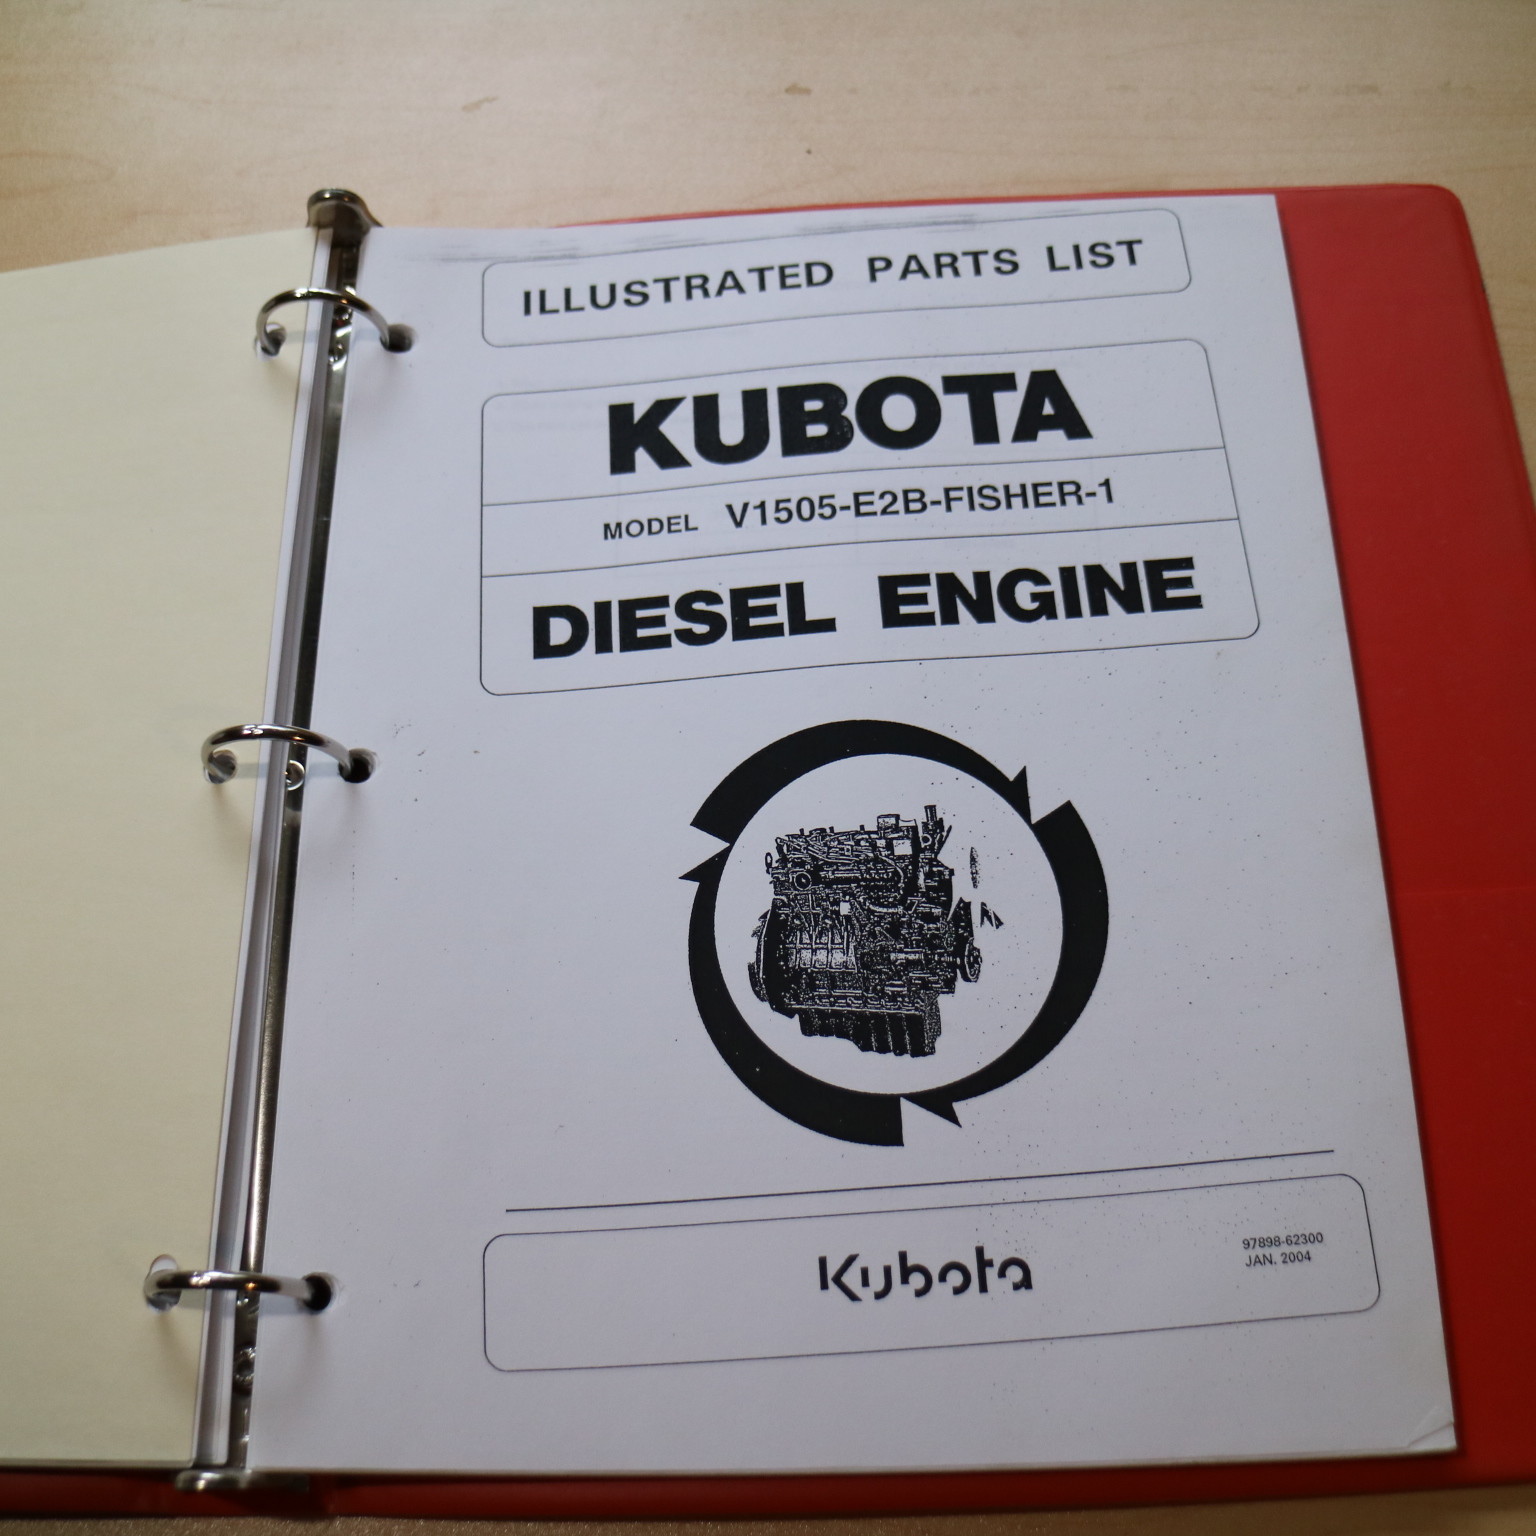 ILLUSTRATED PARTS LIST
KUBOTA
MODEL V1505-E2B-FISHER-1
DIESEL ENGINE
Kubota
97898-62300
JAN. 2004